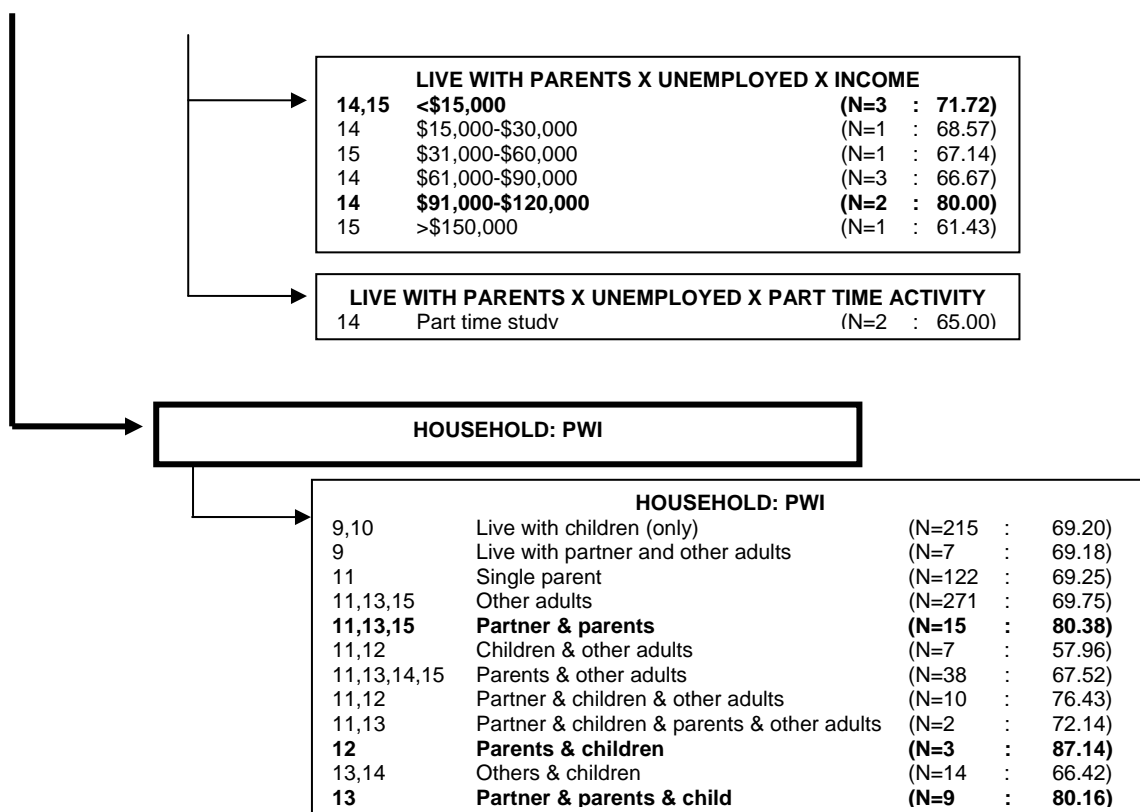 LIVE WITH PARENTS X UNEMPLOYED X INCOME
14,15 <$15,000 (N=3 : 71.72)
14 $15,000-$30,000 (N=1 : 68.57)
15 $31,000-$60,000 (N=1 : 67.14)
14 $61,000-$90,000 (N=3 : 66.67)
14 $91,000-$120,000 (N=2 : 80.00)
15 >$150,000 (N=1 : 61.43)
LIVE WITH PARENTS X UNEMPLOYED X PART TIME ACTIVITY
14 Part time study (N=2 : 65.00)
HOUSEHOLD: PWI
HOUSEHOLD: PWI
9,10 Live with children (only) (N=215 : 69.20)
9 Live with partner and other adults (N=7 : 69.18)
11 Single parent (N=122 : 69.25)
11,13,15 Other adults (N=271 : 69.75)
11,13,15 Partner & parents (N=15 : 80.38)
11,12 Children & other adults (N=7 : 57.96)
11,13,14,15 Parents & other adults (N=38 : 67.52)
11,12 Partner & children & other adults (N=10 : 76.43)
11,13 Partner & children & parents & other adults (N=2 : 72.14)
12 Parents & children (N=3 : 87.14)
13,14 Others & children (N=14 : 66.42)
13 Partner & parents & child (N=9 : 80.16)